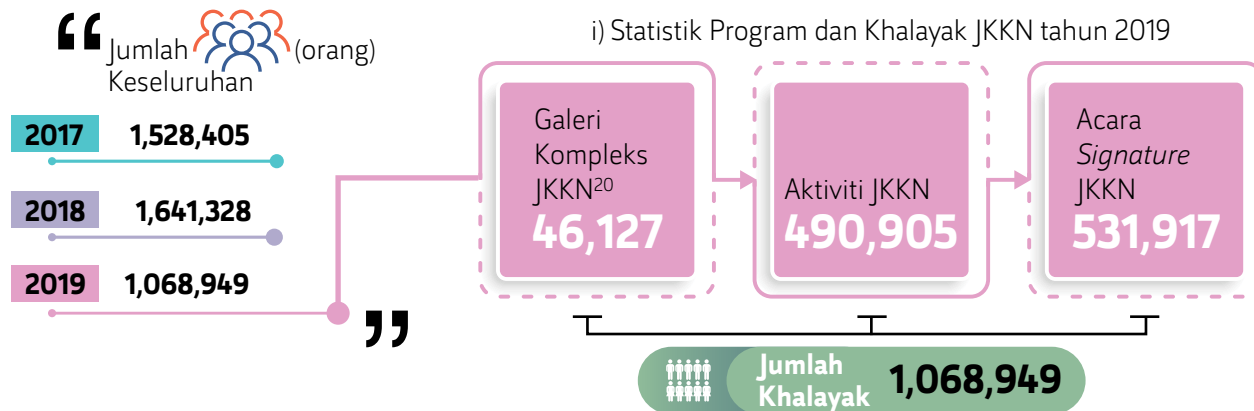 “
Jumlah (orang)
Keseluruhan
2017 1,528,405
2018 1,641,328
2019 1,068,949
”
i) Statistik Program dan Khalayak JKKN tahun 2019
Galeri
Kompleks
JKKN20
46,127
Aktiviti JKKN
490,905
Acara
Signature
JKKN
531,917
Jumlah
Khalayak
1,068,949